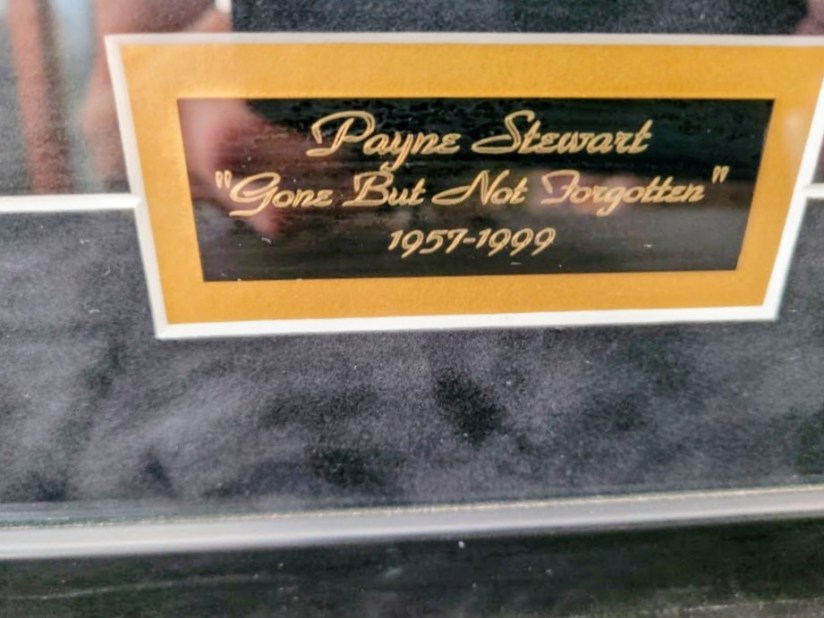 Payne Stewart
"Gone But Not Forgotten"
1957-1999